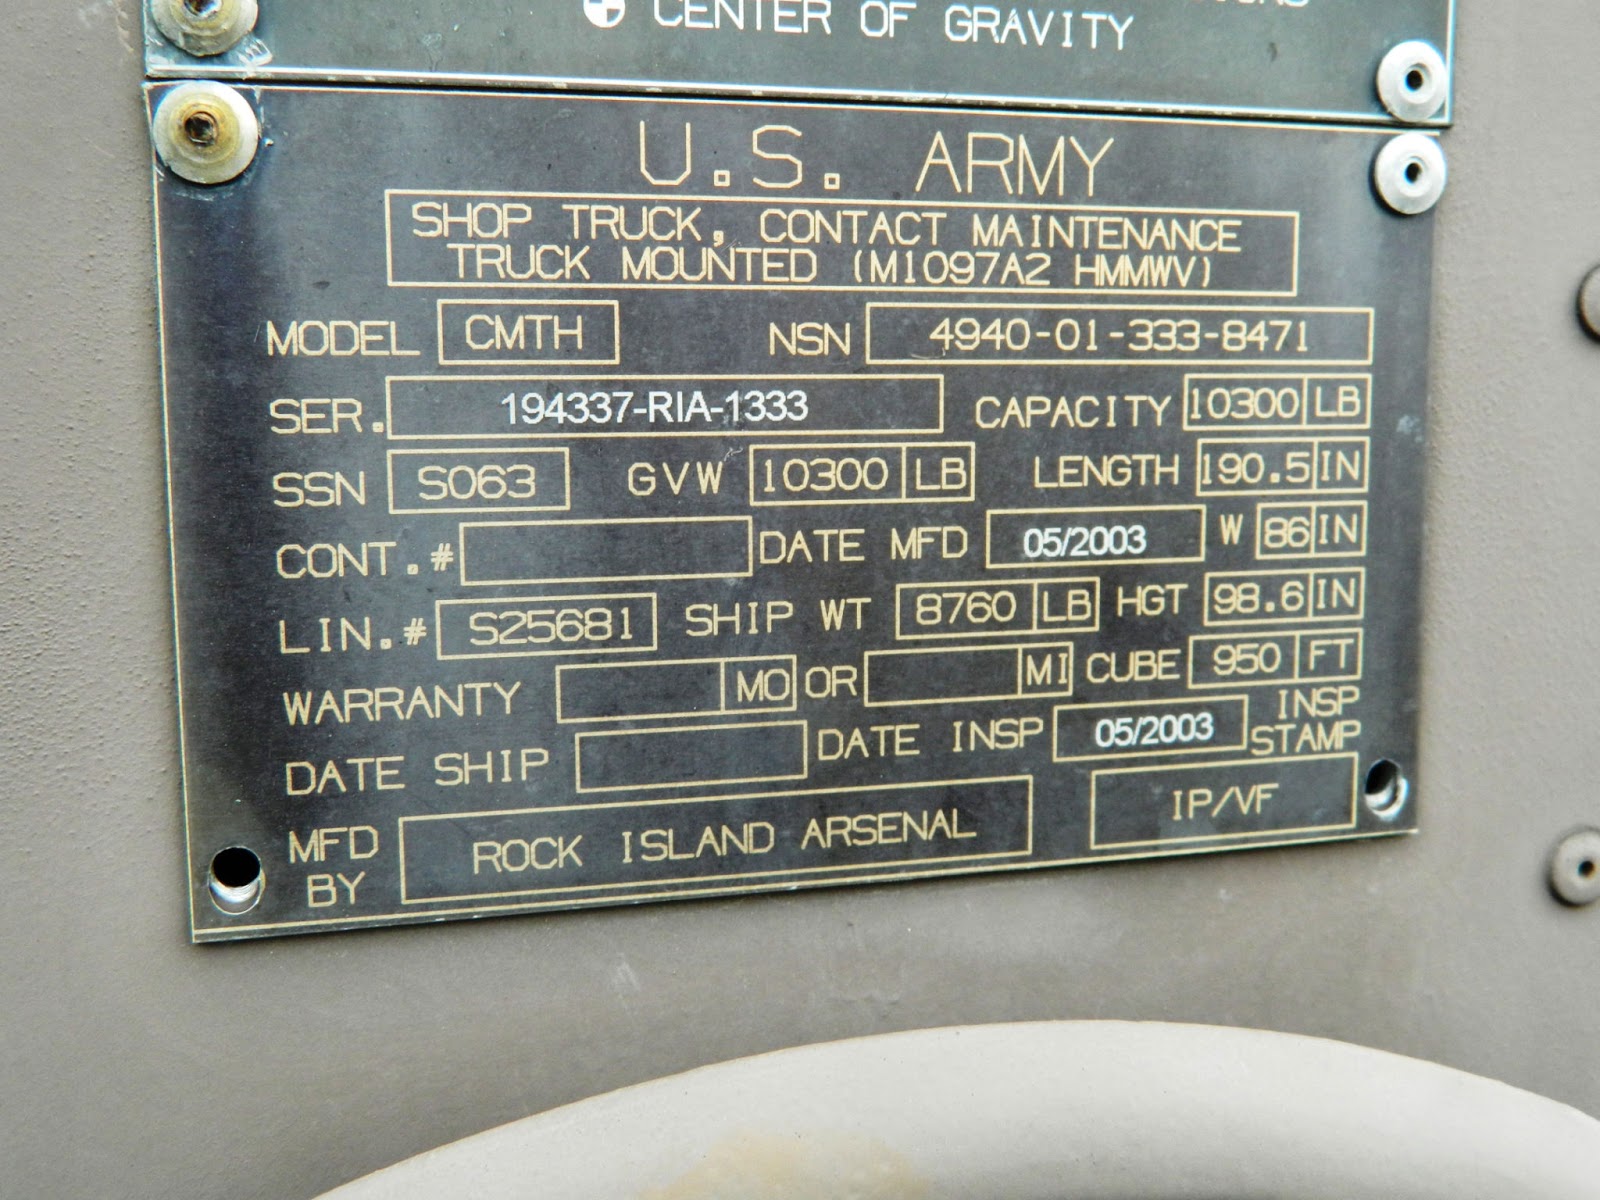 CENTER OF GRAVITY
U.S. ARMY
SHOP TRUCK, CONTACT MAINTENANCE
TRUCK MOUNTED (M1097A2 HMMWV)
MODEL CMTH NSN 4940-01-333-8471
SER. 194337-RIA-1333 CAPACITY 10300 LB
SSN S063 GVW 10300 LB LENGTH 190.5 IN
CONT.# DATE MFD 05/2003 W 86 IN
LIN.# S25681 SHIP WT 8760 LB HGT 98.6 IN
WARRANTY MO OR MI CUBE 950 FT
DATE SHIP DATE INSP 05/2003 INSP STAMP
MFD BY ROCK ISLAND ARSENAL IP/VF